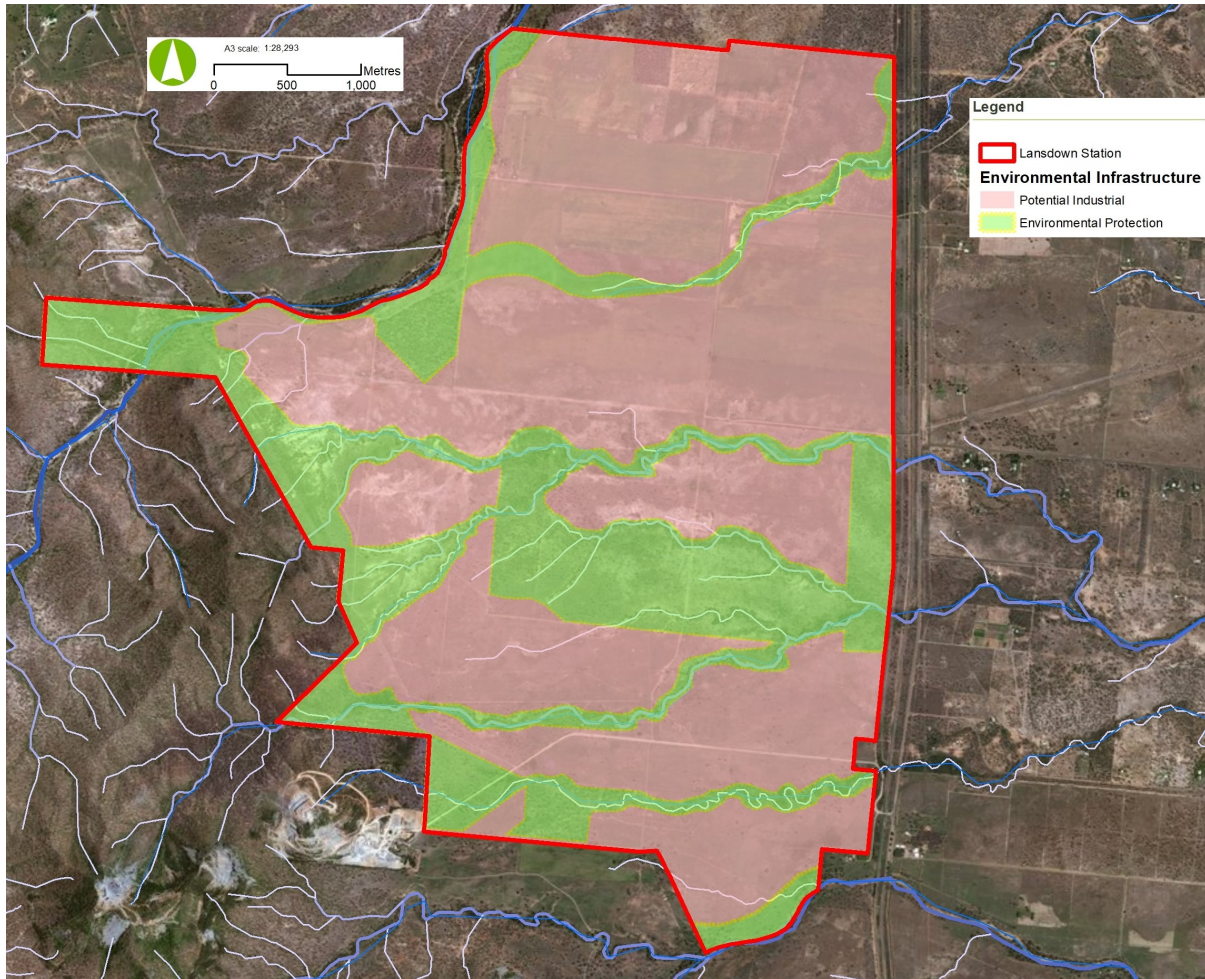 A3 scale: 1:28,293
Metres
0 500 1,000
Legend
Lansdown Station
Environmental Infrastructure
Potential Industrial
Environmental Protection